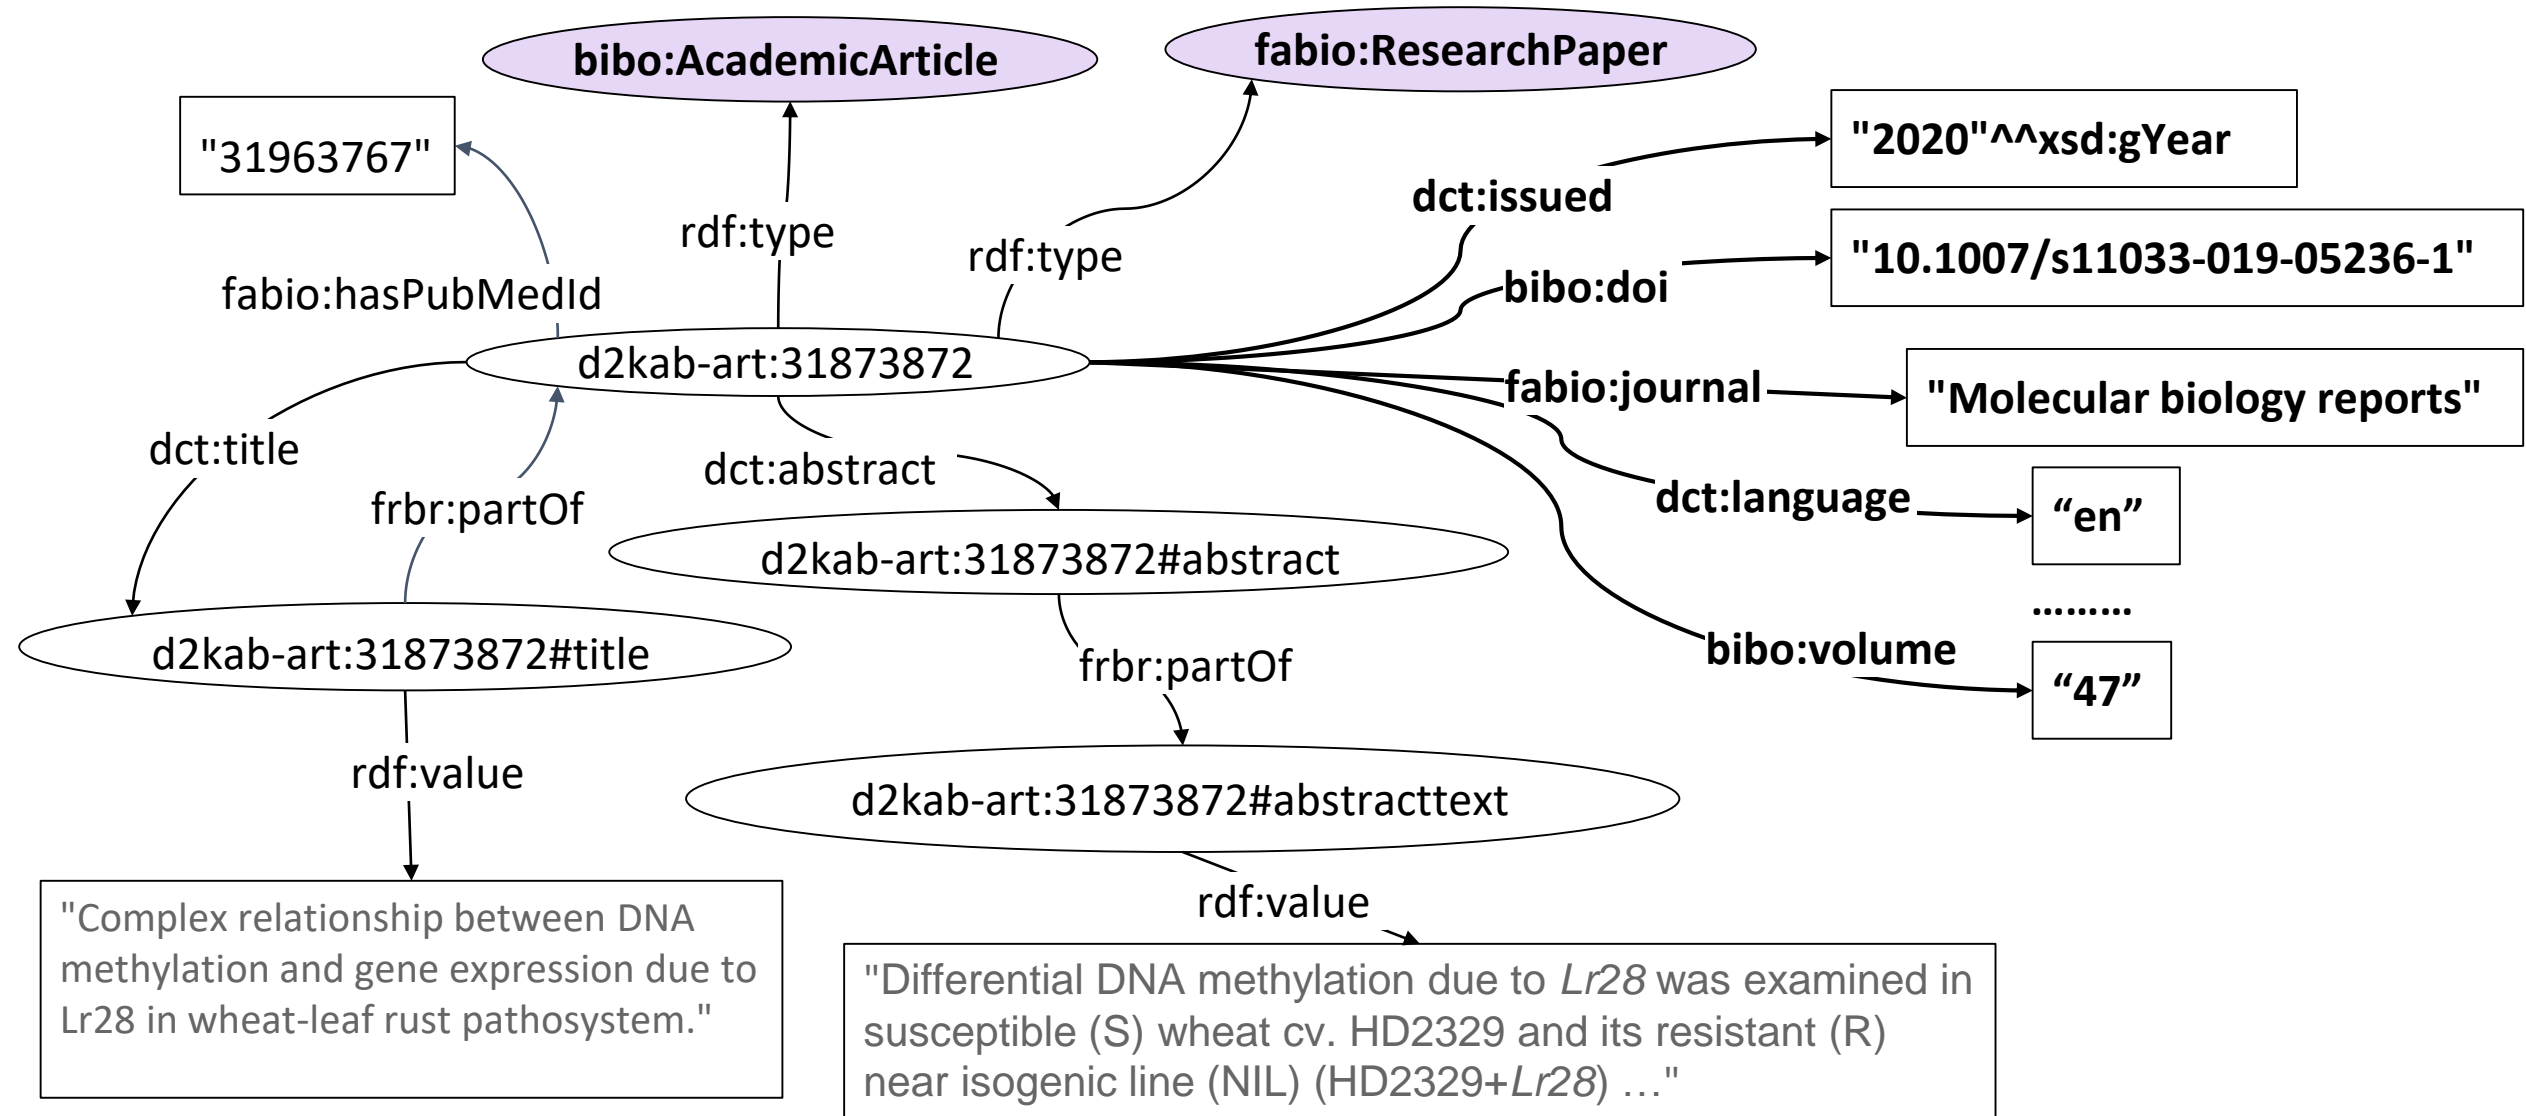 bibo:AcademicArticle
fabio:ResearchPaper
"31963767"
"2020"^^xsd:gYear
dct:issued
rdf:type
rdf:type
"10.1007/s11033-019-05236-1"
bibo:doi
fabio:hasPubMedId
d2kab-art:31873872
fabio:journal
"Molecular biology reports"
dct:title
dct:abstract
dct:language
“en”
frbr:partOf
d2kab-art:31873872#abstract
.........
d2kab-art:31873872#title
frbr:partOf
bibo:volume
“47”
rdf:value
d2kab-art:31873872#abstracttext
rdf:value
"Complex relationship between DNA
methylation and gene expression due to
Lr28 in wheat-leaf rust pathosystem."
"Differential DNA methylation due to Lr28 was examined in
susceptible (S) wheat cv. HD2329 and its resistant (R)
near isogenic line (NIL) (HD2329+Lr28) …"